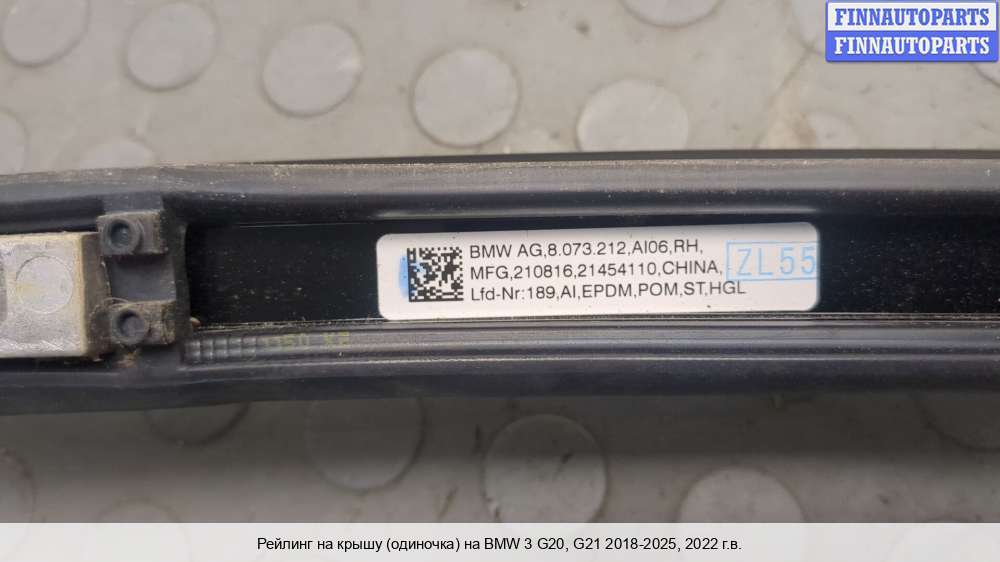 FINNAUTOPARTS
FINNAUTOPARTS
BMW AG,8.073.212,AI06,RH,
MFG,210816,21454110,CHINA,
Lfd-Nr:189,AI,EPDM,POM,ST,HGL
ZL55
Рейлинг на крышу (одиночка) на BMW 3 G20, G21 2018-2025, 2022 г.в.